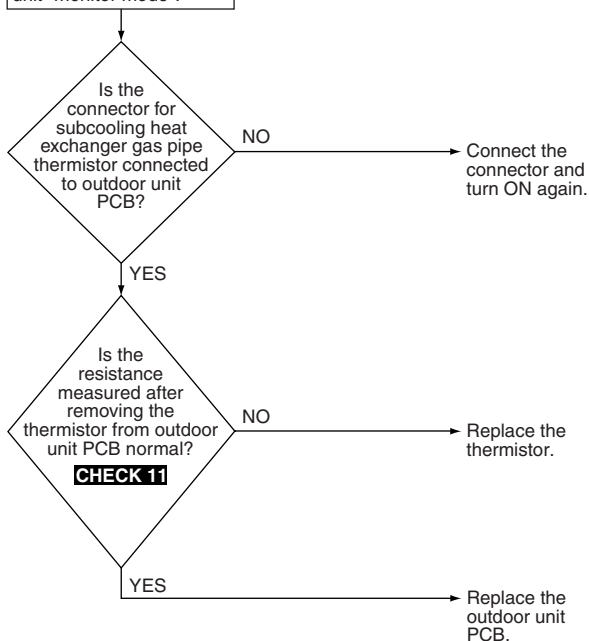 unit "monitor mode".
Is the
connector for
subcooling heat
exchanger gas pipe
thermistor connected
to outdoor unit
PCB?
NO
Connect the
connector and
turn ON again.
YES
Is the
resistance
measured after
removing the
thermistor from outdoor
unit PCB normal?
CHECK 11
NO
Replace the
thermistor.
YES
Replace the
outdoor unit
PCB.